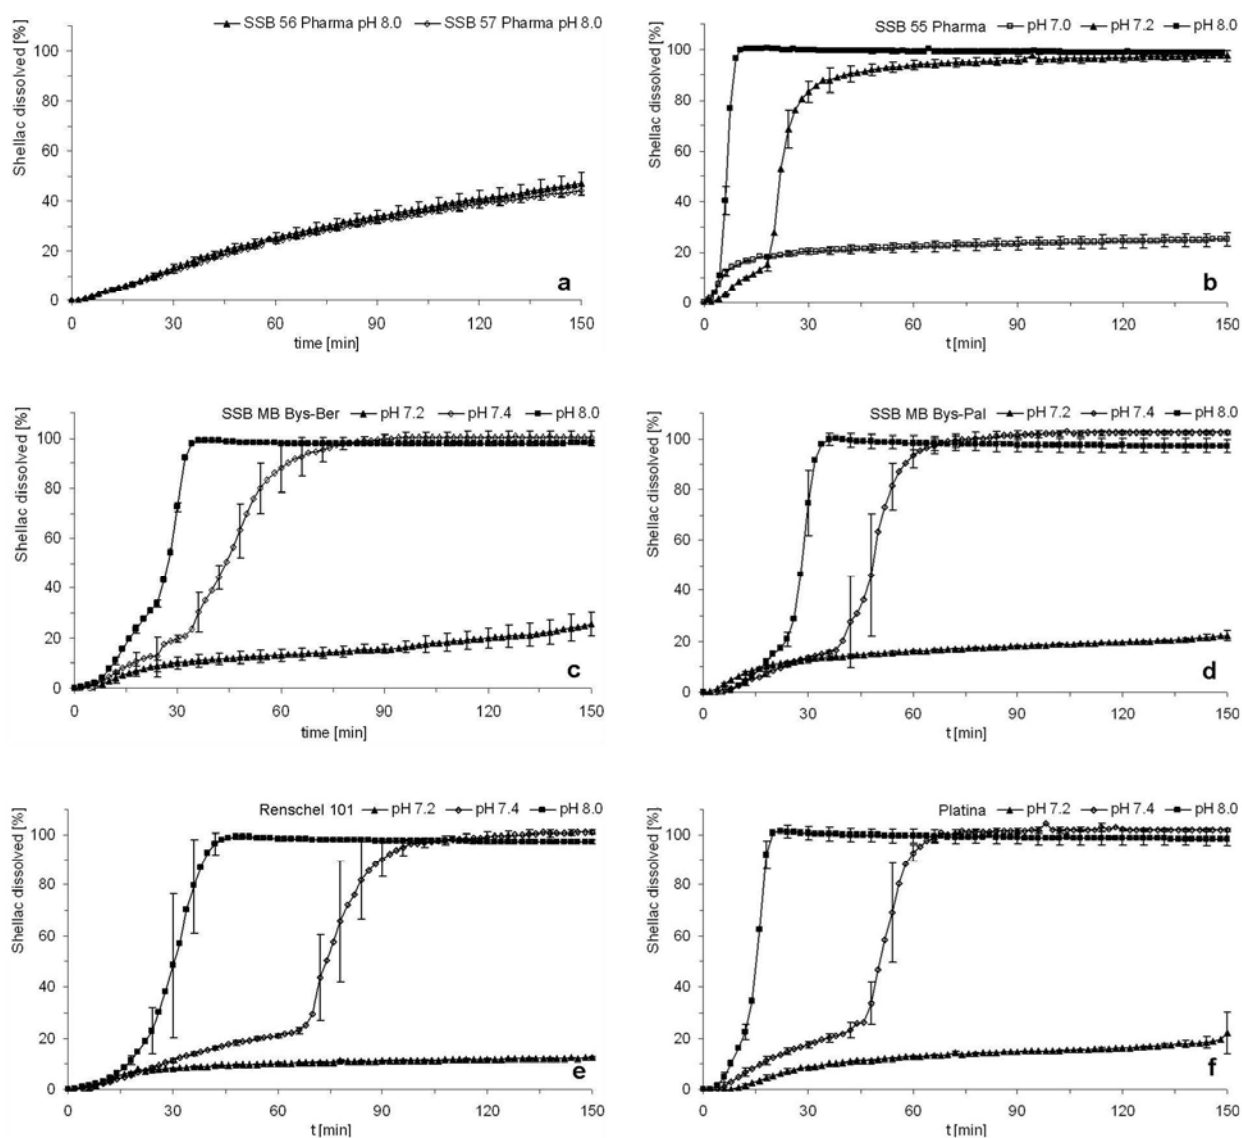 SSB 56 Pharma pH 8.0 SSB 57 Pharma pH 8.0
Shellac dissolved [%]
100
80
60
40
20
0
0 30 60 90 120 150
time [min]
a
SSB 55 Pharma pH 7.0 pH 7.2 pH 8.0
Shellac dissolved [%]
100
80
60
40
20
0
0 30 60 90 120 150
t [min]
b
SSB MB Bys-Ber pH 7.2 pH 7.4 pH 8.0
Shellac dissolved [%]
100
80
60
40
20
0
0 30 60 90 120 150
time [min]
c
SSB MB Bys-Pal pH 7.2 pH 7.4 pH 8.0
Shellac dissolved [%]
100
80
60
40
20
0
0 30 60 90 120 150
t [min]
d
Renschel 101 pH 7.2 pH 7.4 pH 8.0
Shellac dissolved [%]
100
80
60
40
20
0
0 30 60 90 120 150
t [min]
e
Platina pH 7.2 pH 7.4 pH 8.0
Shellac dissolved [%]
100
80
60
40
20
0
0 30 60 90 120 150
t [min]
f